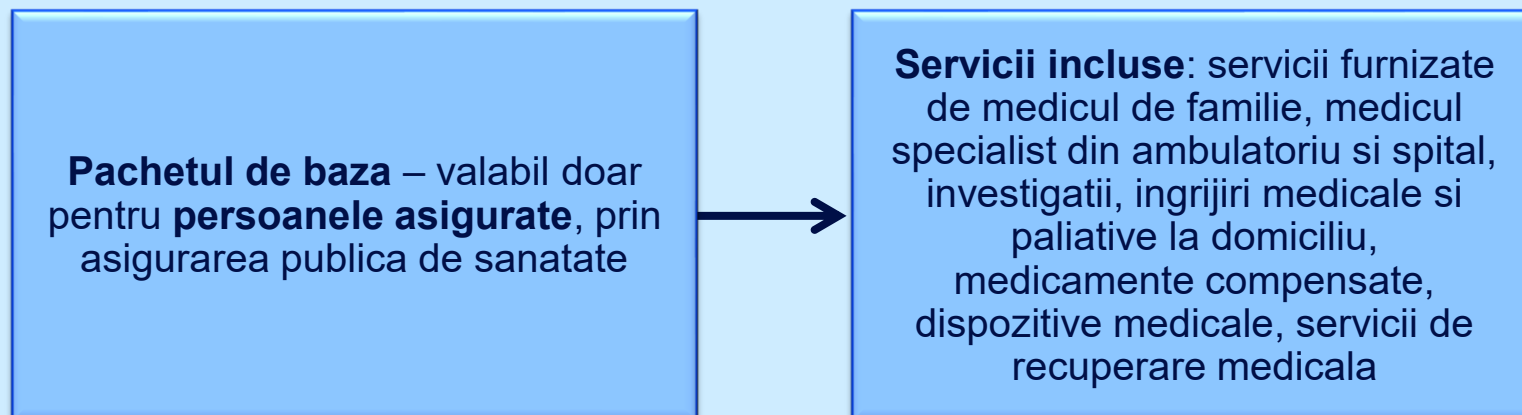 Pachetul de baza – valabil doar
pentru persoanele asigurate, prin
asigurarea publica de sanatate
Servicii incluse: servicii furnizate
de medicul de familie, medicul
specialist din ambulatoriu si spital,
investigatii, ingrijiri medicale si
paliative la domiciliu,
medicamente compensate,
dispozitive medicale, servicii de
recuperare medicala